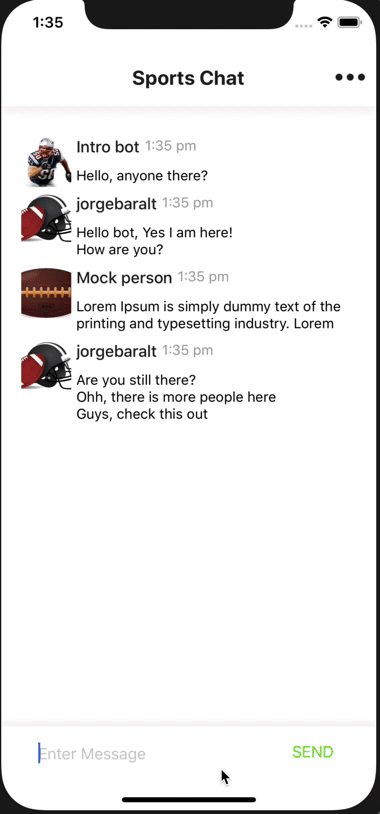 1:35
Sports Chat
Intro bot 1:35 pm
Hello, anyone there?
jorgebaralt 1:35 pm
Hello bot, Yes I am here!
How are you?
Mock person 1:35 pm
Lorem Ipsum is simply dummy text of the
printing and typesetting industry. Lorem
jorgebaralt 1:35 pm
Are you still there?
Ohh, there is more people here
Guys, check this out
Enter Message
SEND